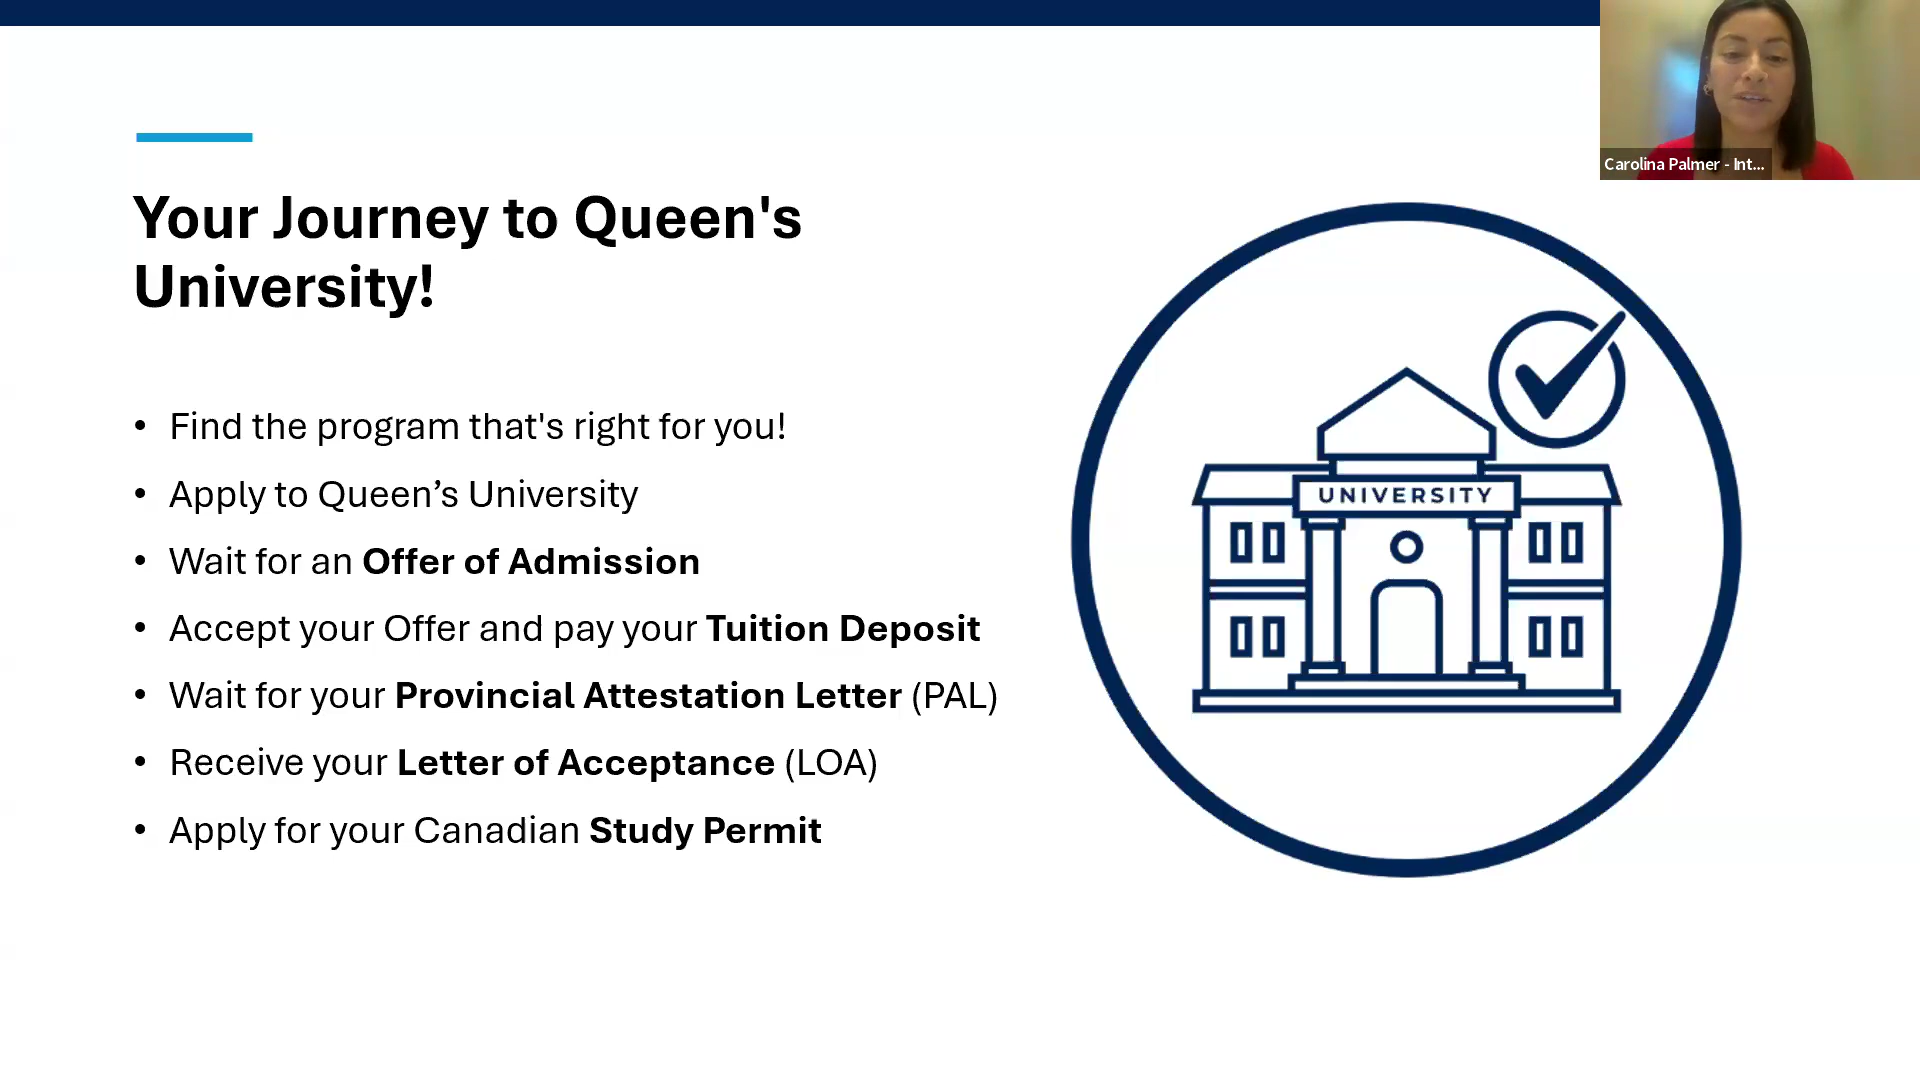 Carolina Palmer - Int...
Your Journey to Queen's
University!
• Find the program that's right for you!
• Apply to Queen’s University
• Wait for an Offer of Admission
• Accept your Offer and pay your Tuition Deposit
• Wait for your Provincial Attestation Letter (PAL)
• Receive your Letter of Acceptance (LOA)
• Apply for your Canadian Study Permit
UNIVERSITY